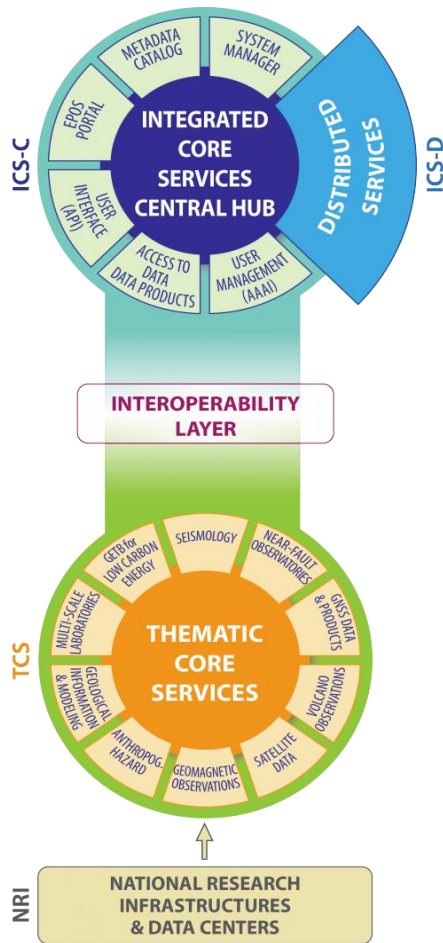 METADATA
CATALOG
SYSTEM
MANAGER
EPOS
PORTAL
INTEGRATED
CORE
SERVICES
CENTRAL HUB
DISTRIBUTED
SERVICES
ICS-C
ICS-D
USER
INTERFACE
(API)
ACCESS TO
DATA
DATA PRODUCTS
USER
MANAGEMENT
(AAAI)
INTEROPERABILITY
LAYER
GETB for
LOW CARBON
ENERGY
SEISMOLOGY
NEAR-FAULT
OBSERVATORIES
MULTI-SCALE
LABORATORIES
GNSS DATA
& PRODUCTS
TCS
THEMATIC
CORE
SERVICES
GEOLOGICAL
INFORMATION
& MODELING
VOLCANO
OBSERVATIONS
ANTHROPOG.
HAZARD
GEOMAGNETIC
OBSERVATIONS
SATELLITE
DATA
NRI
NATIONAL RESEARCH
INFRASTRUCTURES
& DATA CENTERS